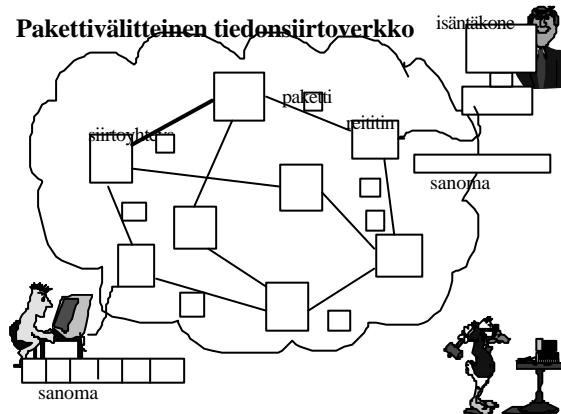 Pakettivälitteinen tiedonsiirtoverkko
isäntäkone
paketti
reititin
siirtoyhteys
sanoma
sanoma